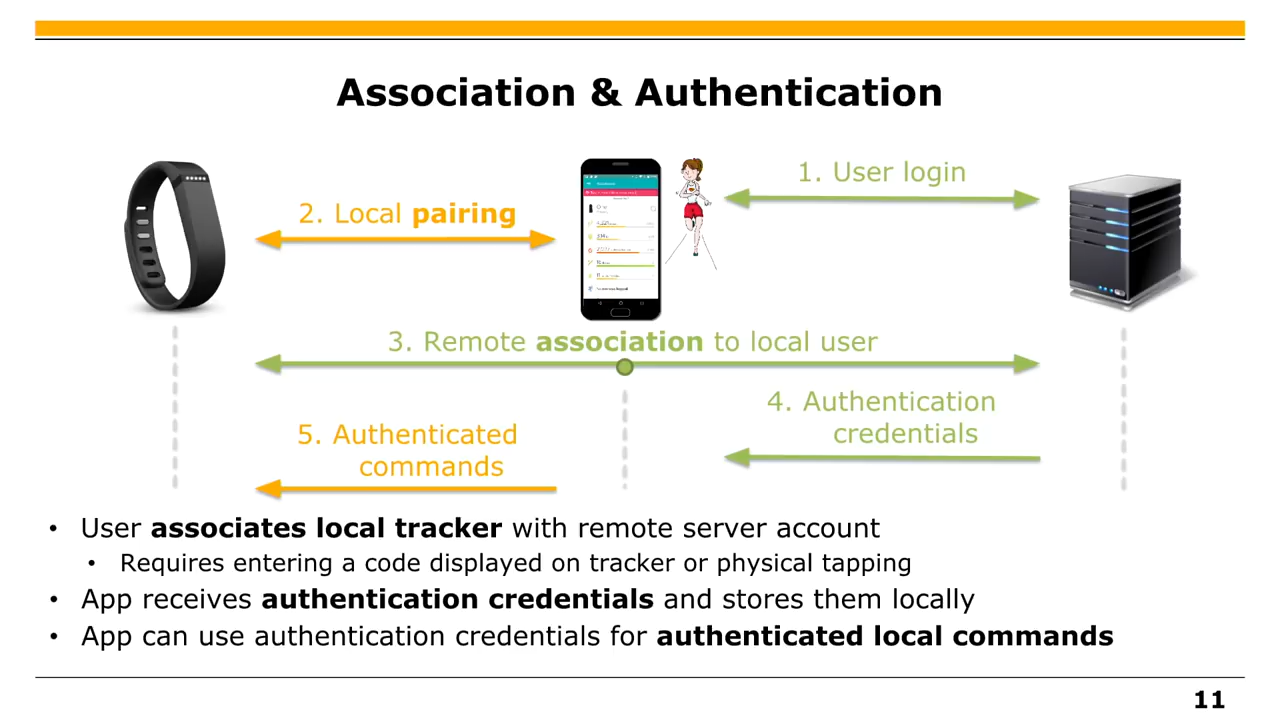 Association & Authentication
1. User login
2. Local pairing
3. Remote association to local user
4. Authentication
credentials
5. Authenticated
commands
• User associates local tracker with remote server account
• Requires entering a code displayed on tracker or physical tapping
• App receives authentication credentials and stores them locally
• App can use authentication credentials for authenticated local commands
11